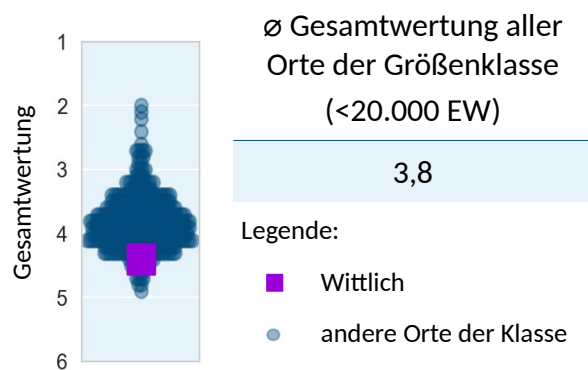 ø Gesamtwertung aller
Orte der Größenklasse
(<20.000 EW)
3,8
Gesamtwertung
1
2
3
4
5
6
Legende:
Wittlich
andere Orte der Klasse